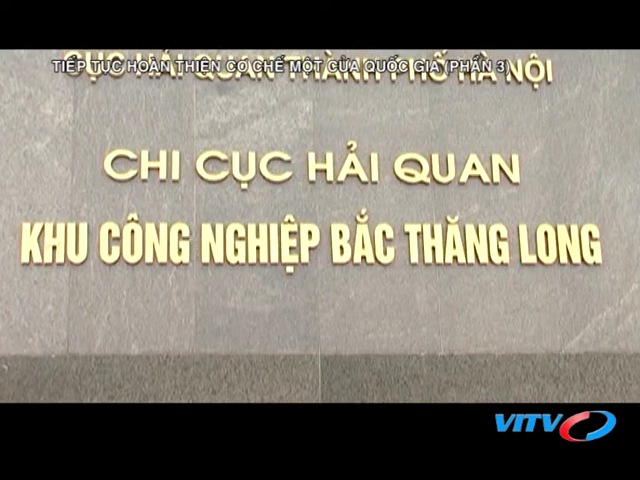 TIẾP TỤC HOÀN THIỆN CƠ CHẾ MỘT CỬA QUỐC GIA (PHẦN 3)
CỤC HẢI QUAN THÀNH PHỐ HÀ NỘI
CHI CỤC HẢI QUAN
KHU CÔNG NGHIỆP BẮC THĂNG LONG
VITV